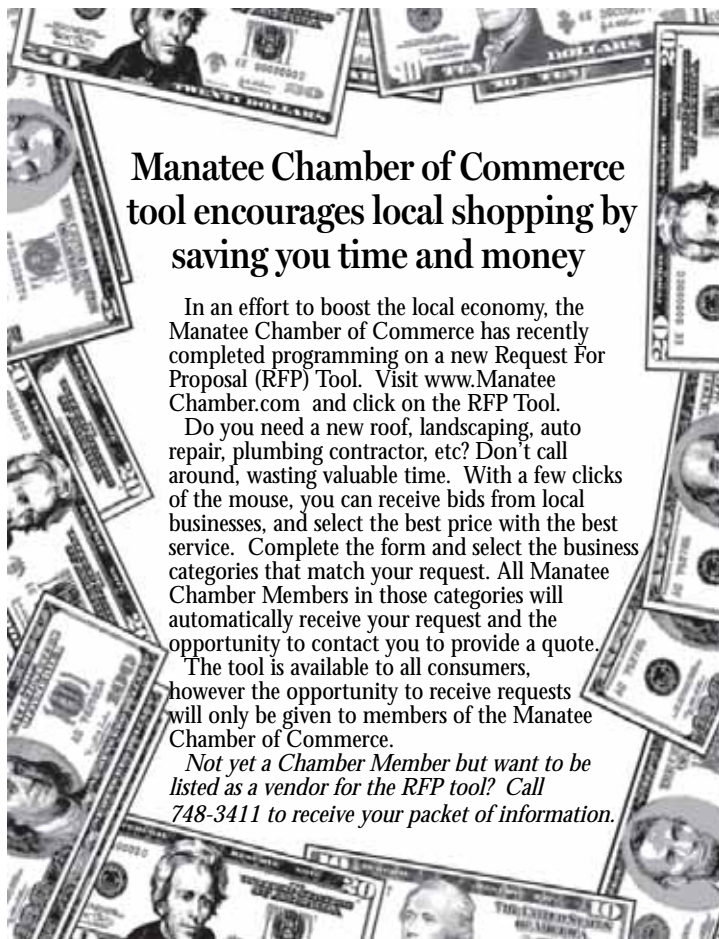 TWENTY DOLLARS
DOLLARS
Manatee Chamber of Commerce
tool encourages local shopping by
saving you time and money
In an effort to boost the local economy, the
Manatee Chamber of Commerce has recently
completed programming on a new Request For
Proposal (RFP) Tool.  Visit www.Manatee
Chamber.com  and click on the RFP Tool.
Do you need a new roof, landscaping, auto
repair, plumbing contractor, etc? Don't call
around, wasting valuable time.  With a few clicks
of the mouse, you can receive bids from local
businesses, and select the best price with the best
service.  Complete the form and select the business
categories that match your request. All Manatee
Chamber Members in those categories will
automatically receive your request and the
opportunity to contact you to provide a quote.
The tool is available to all consumers,
however the opportunity to receive requests
will only be given to members of the Manatee
Chamber of Commerce.
Not yet a Chamber Member but want to be
listed as a vendor for the RFP tool?  Call
748-3411 to receive your packet of information.
THE UNITED STATES
OF AMERICA